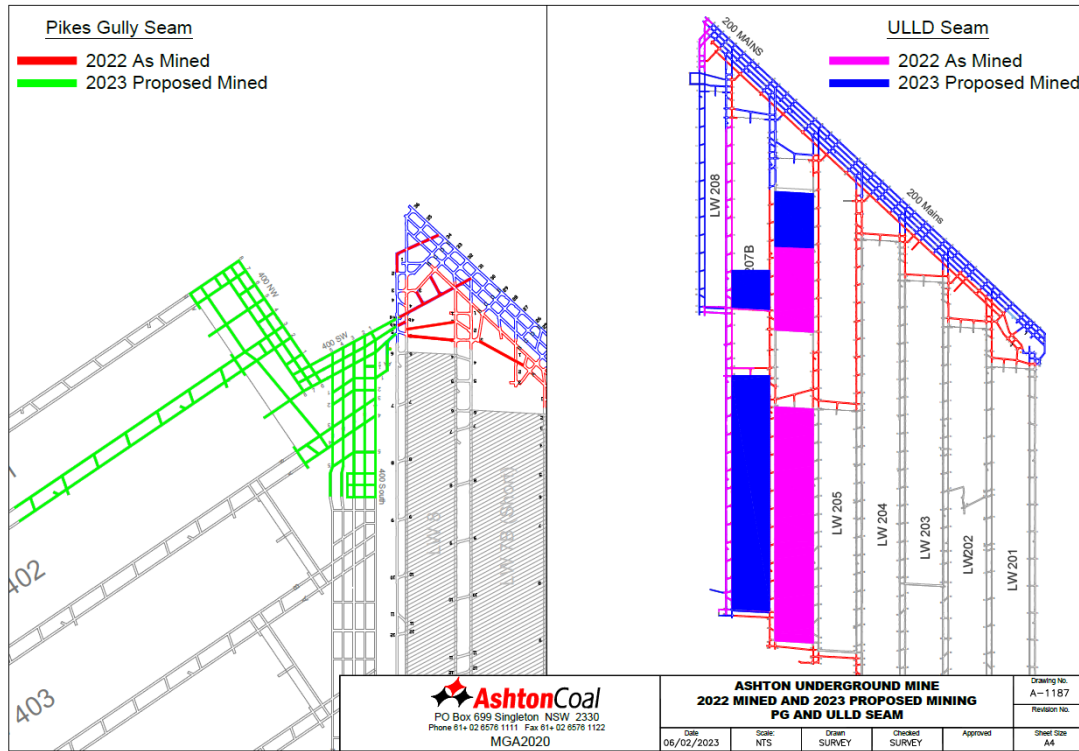 Pikes Gully Seam
2022 As Mined
2023 Proposed Mined
ULLD Seam
2022 As Mined
2023 Proposed Mined
200 MAINS
200 Mains
LW 208
207B
LW 205
LW 204
LW 203
LW202
LW 201
400 NW
400 SW
400 South
LW 8
LW 7B (Short)
402
403
AshtonCoal
PO Box 699 Singleton NSW 2330
Phone 61+ 02 6576 1111 Fax 61+ 02 6576 1122
MGA2020
ASHTON UNDERGROUND MINE
2022 MINED AND 2023 PROPOSED MINING
PG AND ULLD SEAM
Drawing No.
A-1187
Revision No.
Date
06/02/2023
Scale:
NTS
Drawn
SURVEY
Checked
SURVEY
Approved
Sheet Size
A4